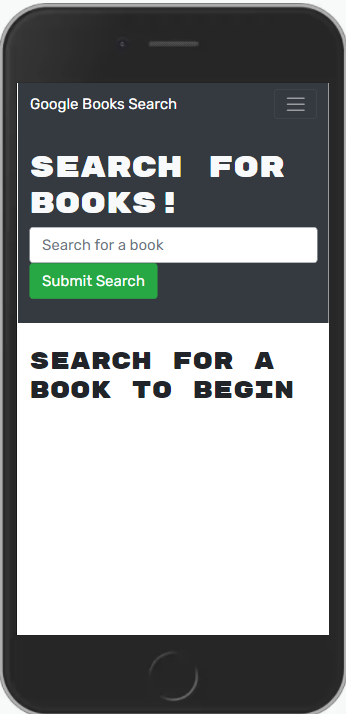 Google Books Search
SEARCH FOR
BOOKS!
Search for a book
Submit Search
SEARCH FOR A
BOOK TO BEGIN